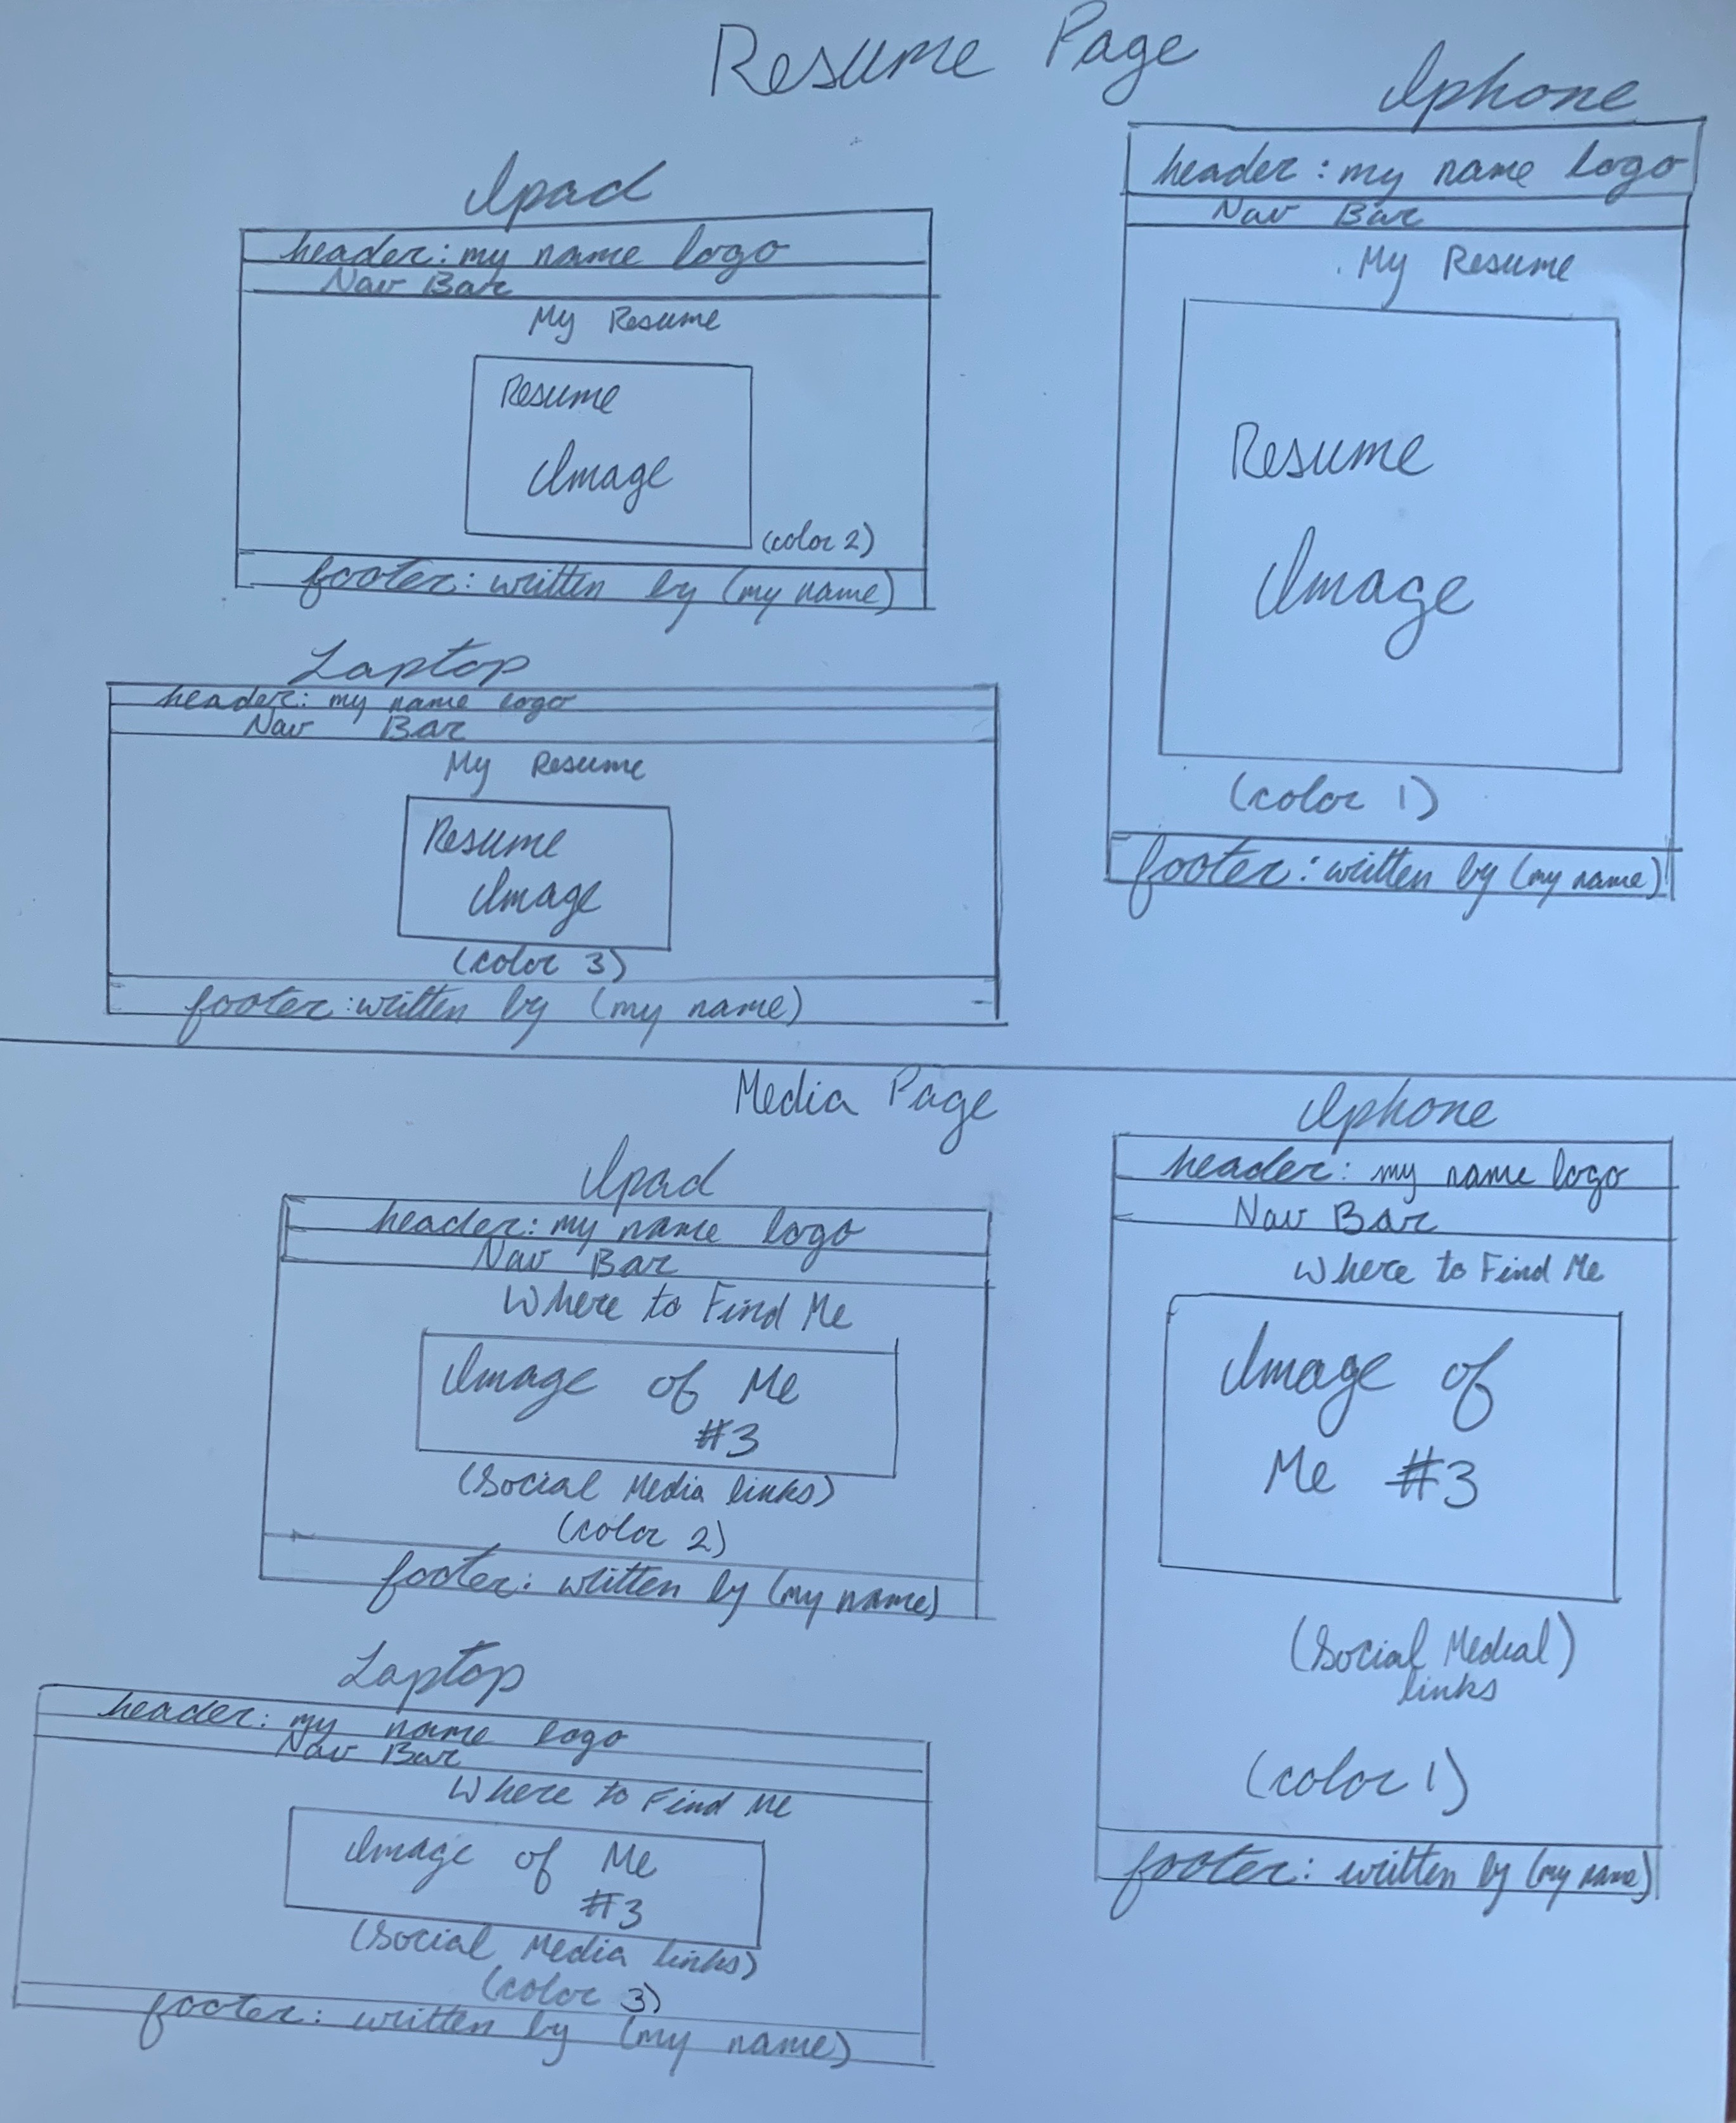 Resume Page
Ipad
header: my name logo
Nav Bar
My Resume
Resume
Image
(color 2)
footer: written by (my name)
Iphone
header: my name logo
Nav Bar
My Resume
Resume
Image
(color 1)
footer: written by (my name)
Laptop
header: my name logo
Nav Bar
My Resume
Resume
Image
(color 3)
footer: written by (my name)
Media Page
Ipad
header: my name logo
Nav Bar
Where to Find Me
Image of Me
#3
(Social Media links)
(color 2)
footer: written by (my name)
Iphone
header: my name logo
Nav Bar
Where to Find Me
Image of
Me #3
(Social Medial)
links
(color 1)
footer: written by (my name)
Laptop
header: my name logo
Nav Bar
Where to Find Me
Image of Me
#3
(Social Media links)
(color 3)
footer: written by (my name)